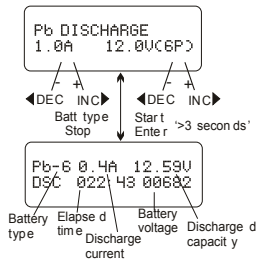 Pb DISCHARGE
1.0A 12.0V(6P)
- + - +
◀DEC INC▶ ◀DEC INC▶
Batt type Start
Stop Enter '>3 seconds'
Pb-6 0.4A 12.59V
DSC 022:43 00682
Battery type
Elapsed time
Discharge current
Battery voltage
Discharged capacity